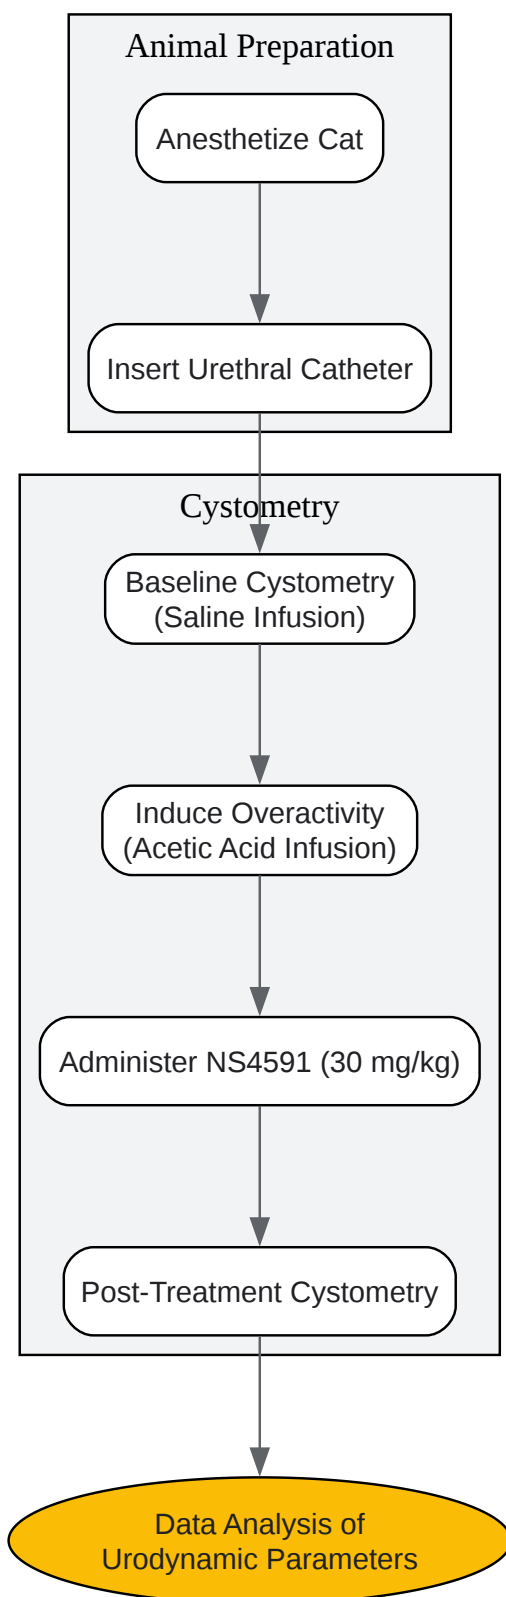 Animal Preparation
Anesthetize Cat
Insert Urethral Catheter
Cystometry
Baseline Cystometry
(Saline Infusion)
Induce Overactivity
(Acetic Acid Infusion)
Administer NS4591 (30 mg/kg)
Post-Treatment Cystometry
Data Analysis of
Urodynamic Parameters